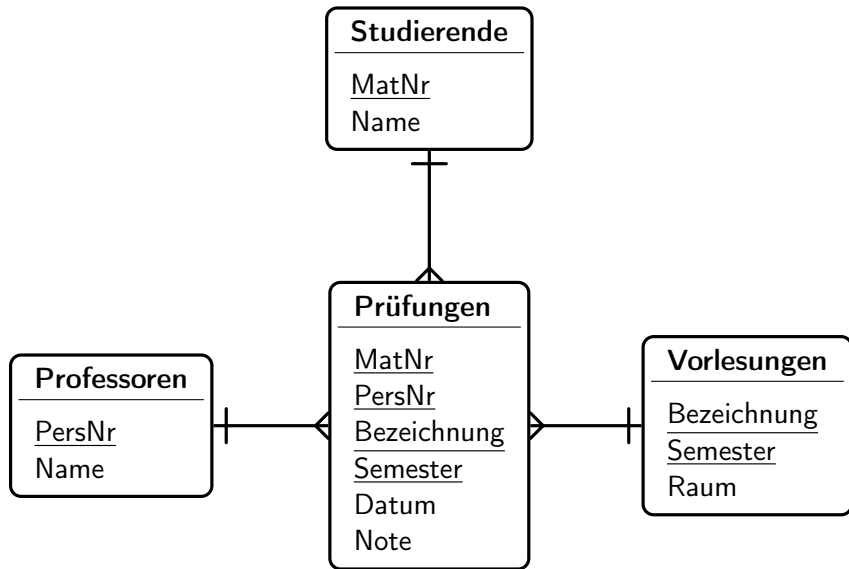 Studierende
MatNr
Name
Prüfungen
MatNr
PersNr
Bezeichnung
Semester
Datum
Note
Professoren
PersNr
Name
Vorlesungen
Bezeichnung
Semester
Raum